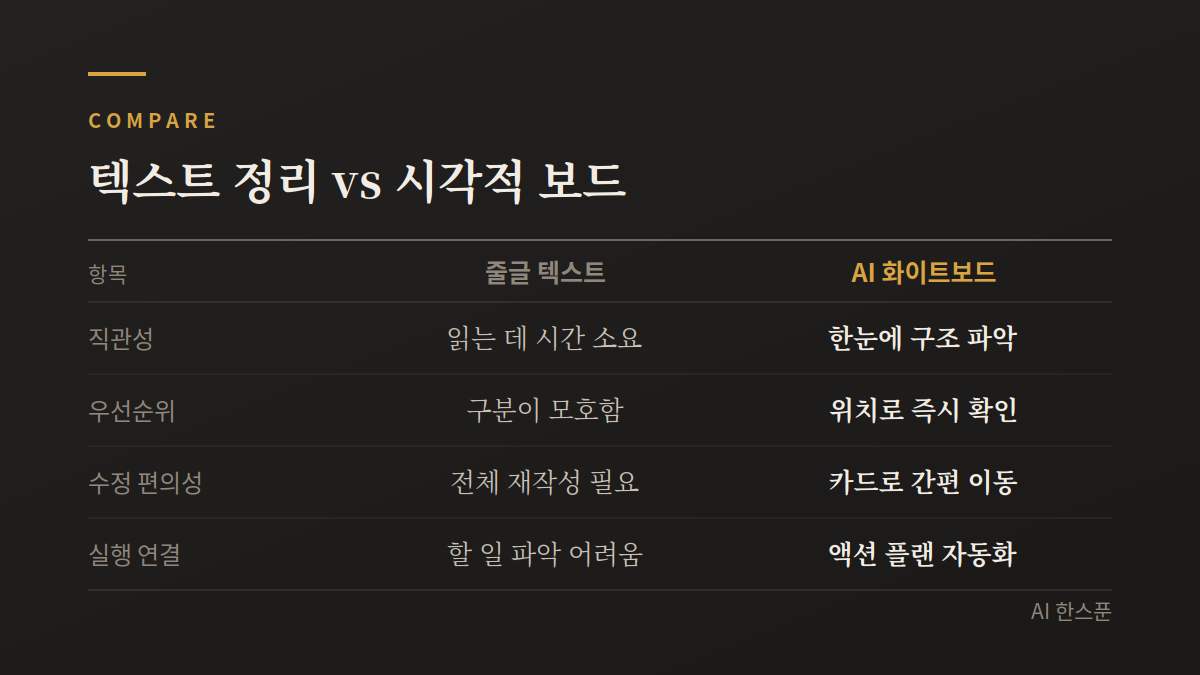 COMPARE
텍스트 정리 vs 시각적 보드
항목 줄글 텍스트 AI 화이트보드
직관성 읽는 데 시간 소요 한눈에 구조 파악
우선순위 구분이 모호함 위치로 즉시 확인
수정 편의성 전체 재작성 필요 카드로 간편 이동
실행 연결 할 일 파악 어려움 액션 플랜 자동화
AI 한스푼